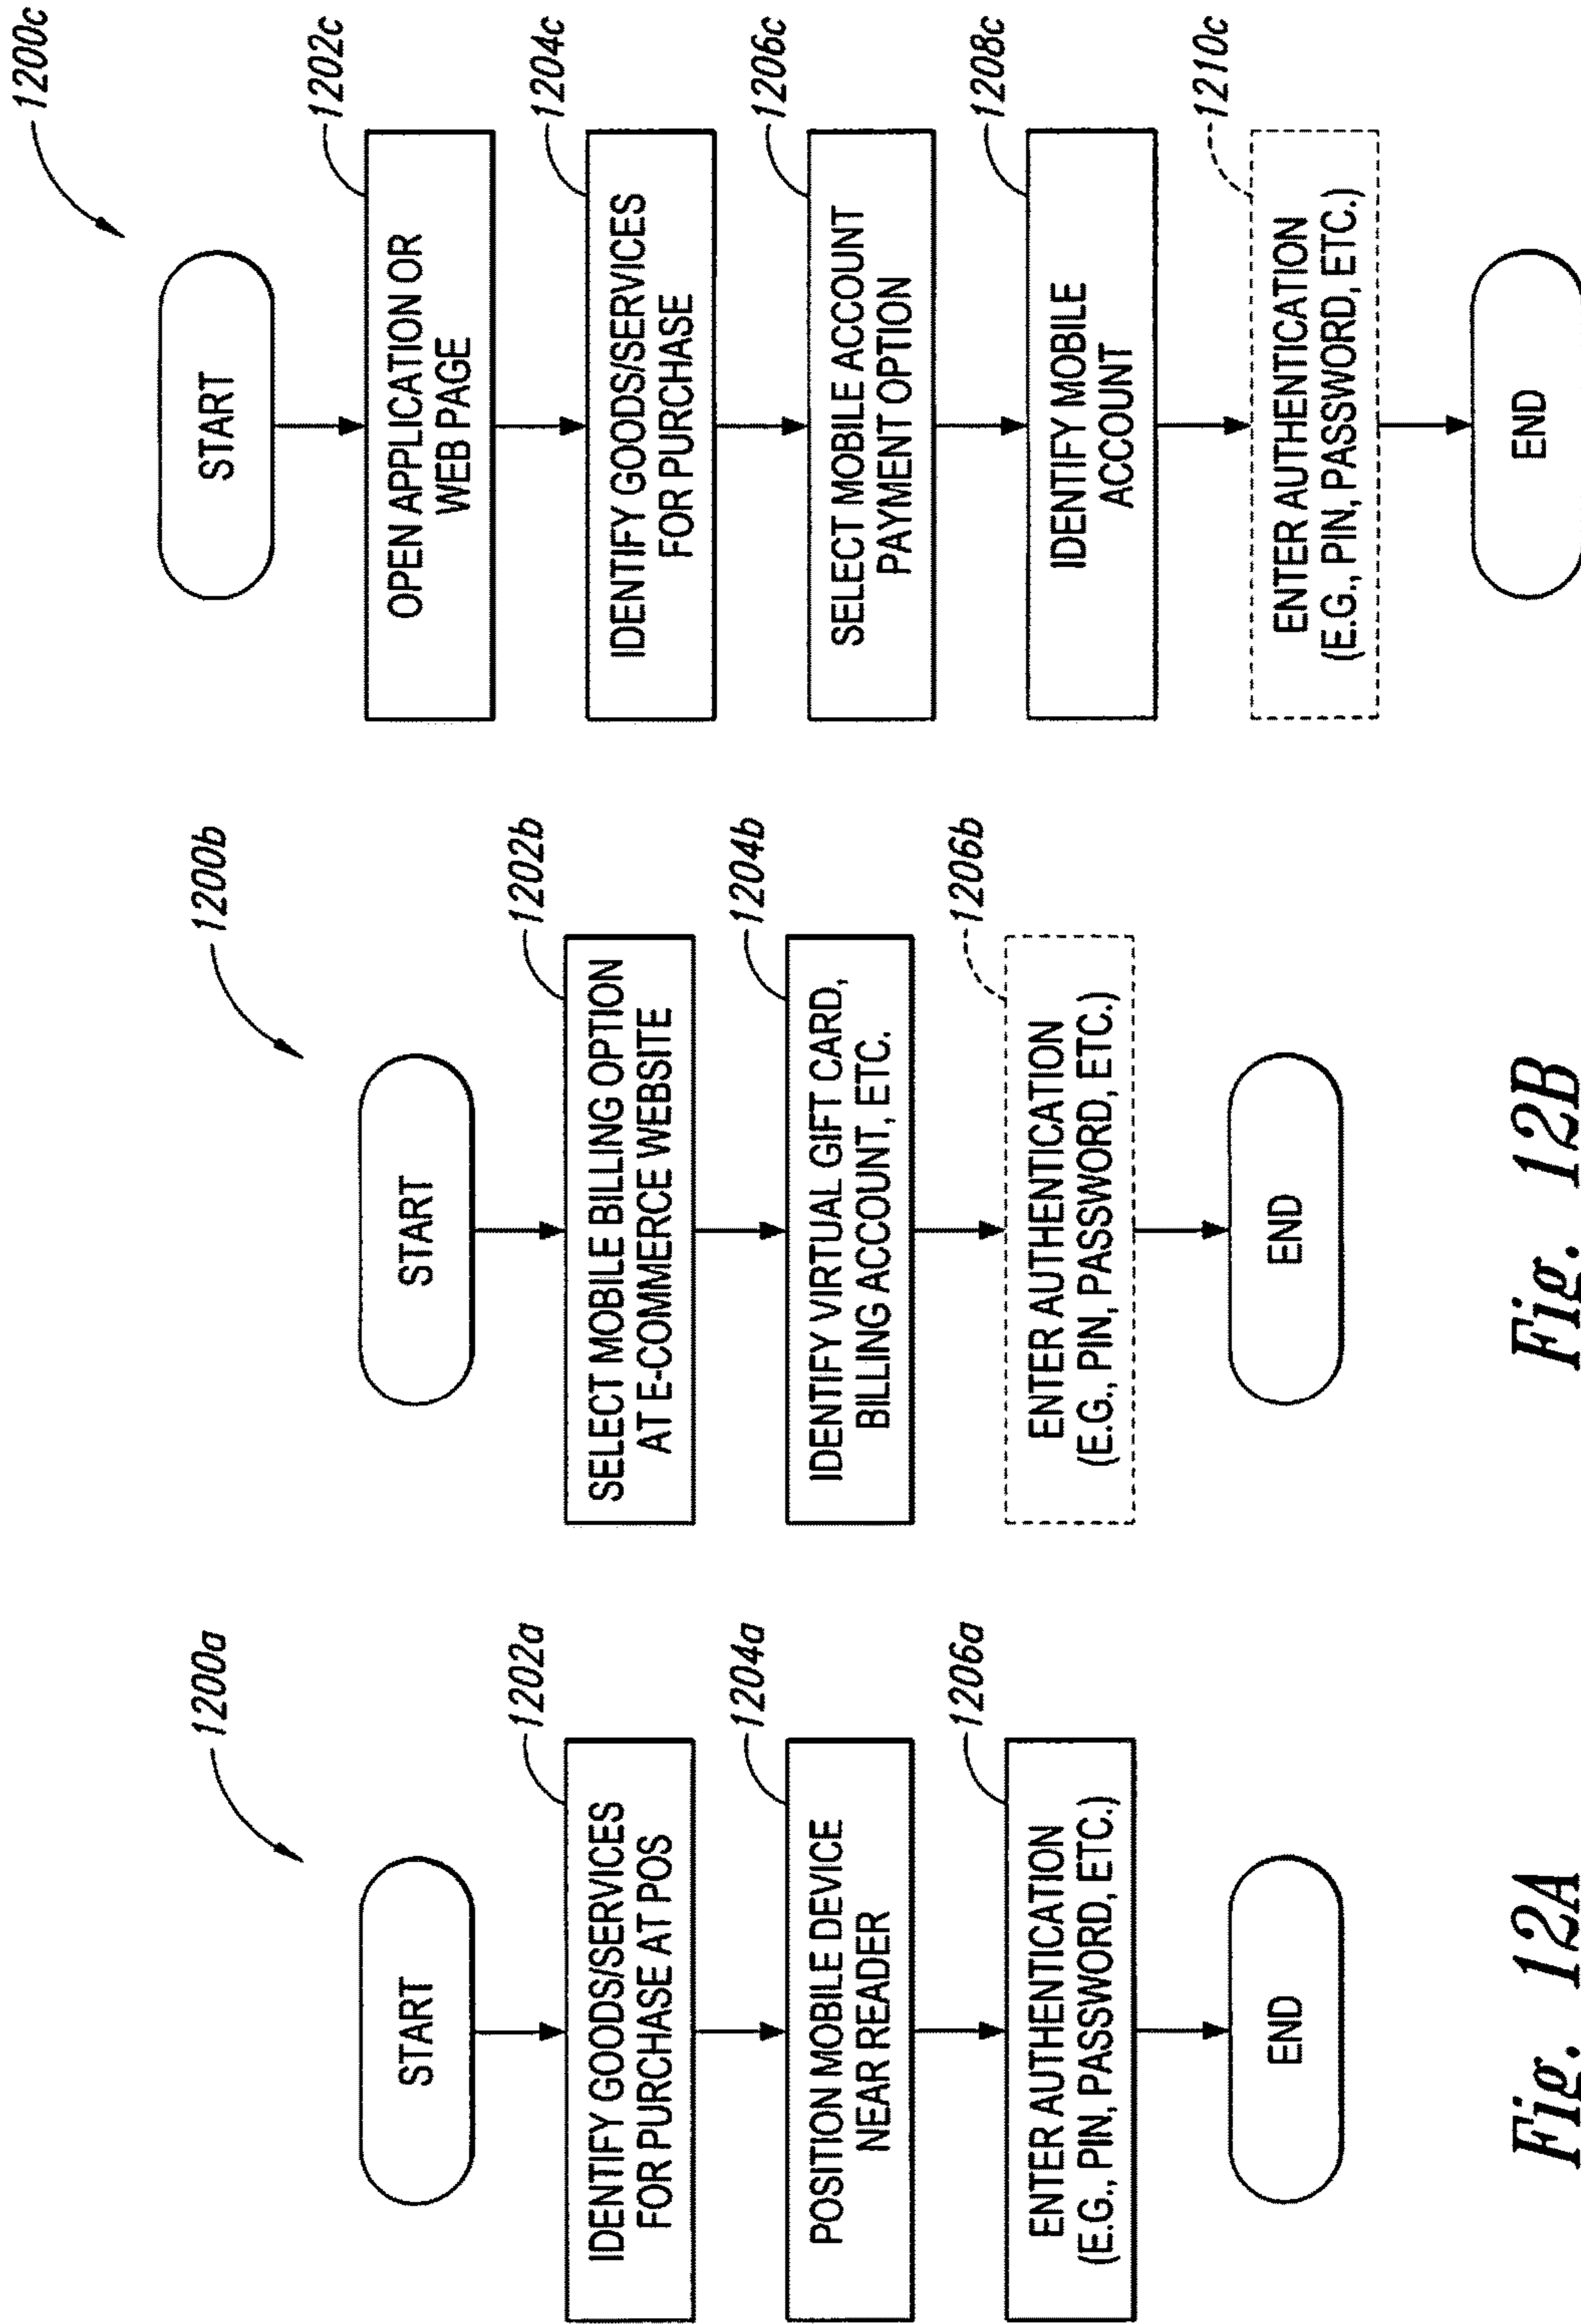 1200a
START
1202a
IDENTIFY GOODS/SERVICES
FOR PURCHASE AT POS
1204a
POSITION MOBILE DEVICE
NEAR READER
1206a
ENTER AUTHENTICATION
(E.G., PIN, PASSWORD, ETC.)
END
Fig. 12A
1200b
START
1202b
SELECT MOBILE BILLING OPTION
AT E-COMMERCE WEBSITE
1204b
IDENTIFY VIRTUAL GIFT CARD,
BILLING ACCOUNT, ETC.
1206b
ENTER AUTHENTICATION
(E.G., PIN, PASSWORD, ETC.)
END
Fig. 12B
1200c
START
1202c
OPEN APPLICATION OR
WEB PAGE
1204c
IDENTIFY GOODS/SERVICES
FOR PURCHASE
1206c
SELECT MOBILE ACCOUNT
PAYMENT OPTION
1208c
IDENTIFY MOBILE
ACCOUNT
1210c
ENTER AUTHENTICATION
(E.G., PIN, PASSWORD, ETC.)
END